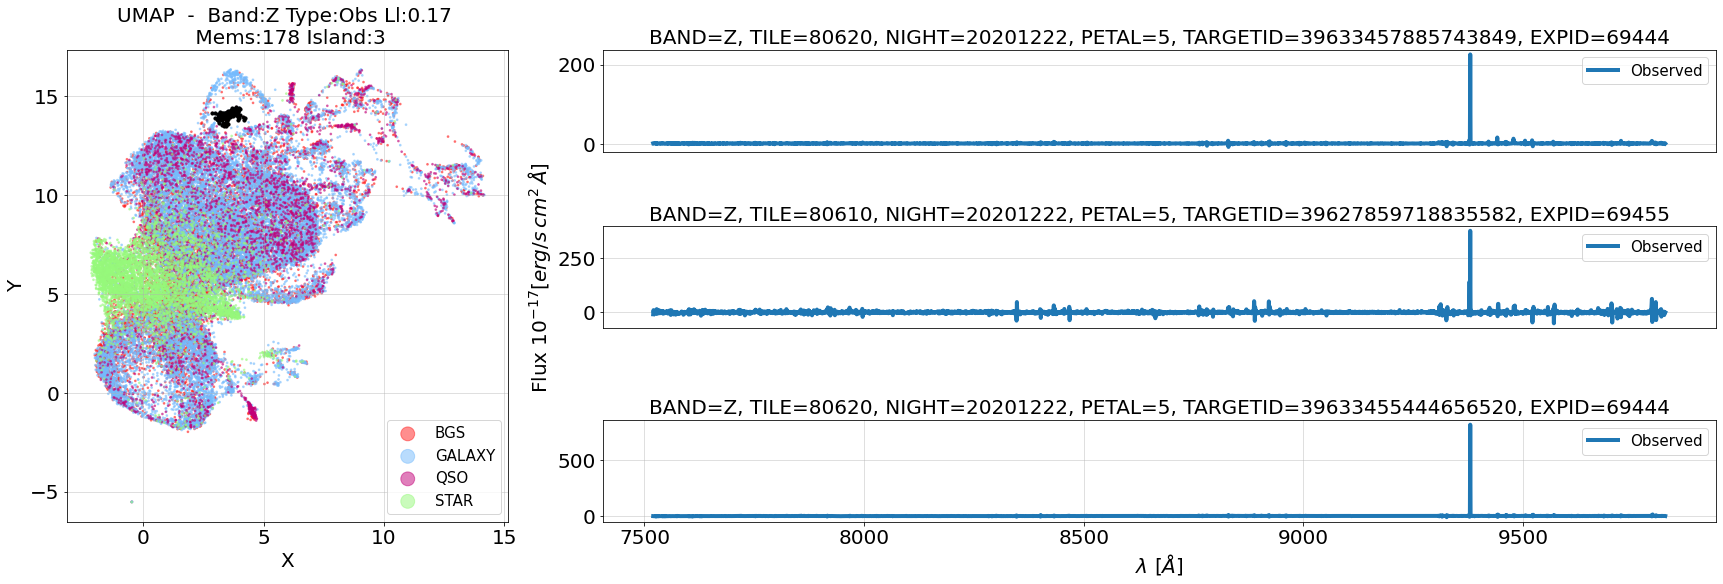 UMAP  -  Band:Z Type:Obs Ll:0.17
Mems:178 Island:3
Y
15
10
5
0
−5
0
5
10
15
X
BGS
GALAXY
QSO
STAR
Flux 10^{-17}[erg/s cm^2 Å]
BAND=Z, TILE=80620, NIGHT=20201222, PETAL=5, TARGETID=39633457885743849, EXPID=69444
200
0
Observed
BAND=Z, TILE=80610, NIGHT=20201222, PETAL=5, TARGETID=39627859718835582, EXPID=69455
250
0
Observed
BAND=Z, TILE=80620, NIGHT=20201222, PETAL=5, TARGETID=39633455444656520, EXPID=69444
500
0
Observed
7500
8000
8500
9000
9500
λ [Å]